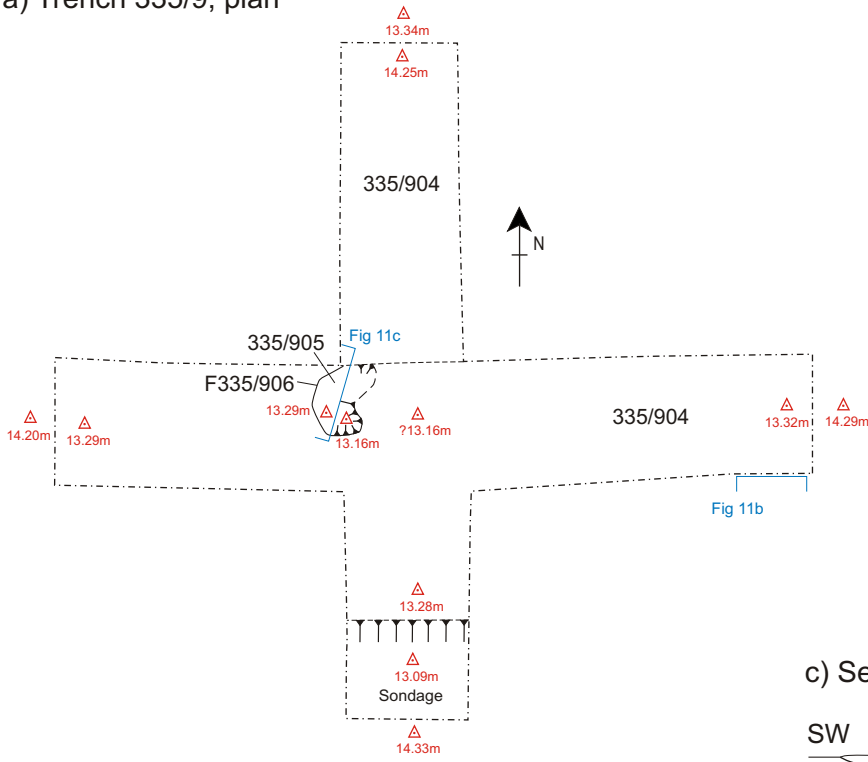 a) Trench 335/9, plan
13.34m
14.25m
335/904
N
Fig 11c
335/905
F335/906
13.29m
13.16m
?13.16m
335/904
13.32m
14.29m
14.20m
13.29m
Fig 11b
13.28m
13.09m
Sondage
14.33m
c) Se
SW